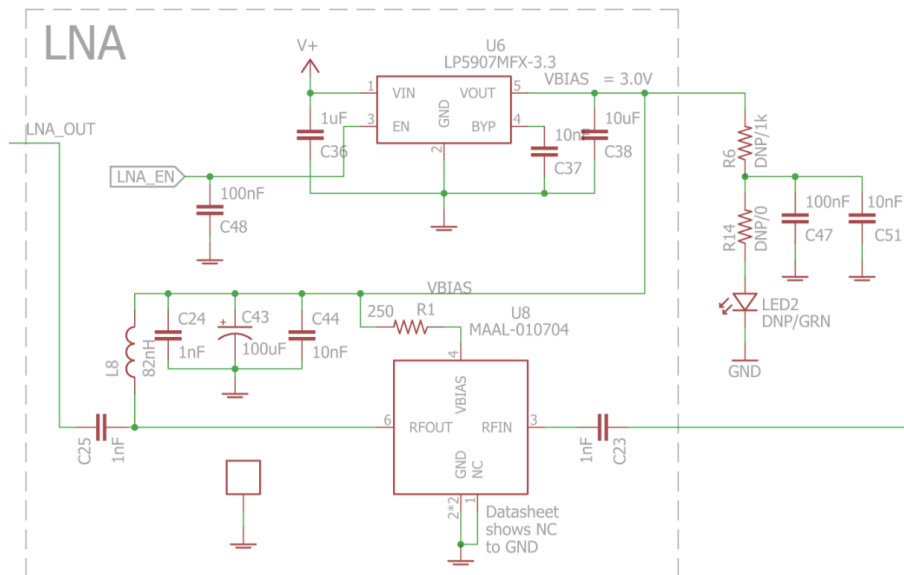 LNA
V+
U6
LP5907MFX-3.3
VBIAS = 3.0V
1
VIN
VOUT
5
3
EN
GND
BYP
4
2
1uF
C36
10nF
C37
10uF
C38
LNA_OUT
LNA_EN
100nF
C48
R6
DNP/1k
R14
DNP/0
100nF
C47
10nF
C51
LED2
DNP/GRN
GND
VBIAS
L8
82nH
C24
1nF
C43
+
100uF
C44
10nF
250
R1
U8
MAAL-010704
4
VBIAS
6
RFOUT
RFIN
3
GND
NC
2*2
1
C25
1nF
1nF
C23
Datasheet
shows NC
to GND